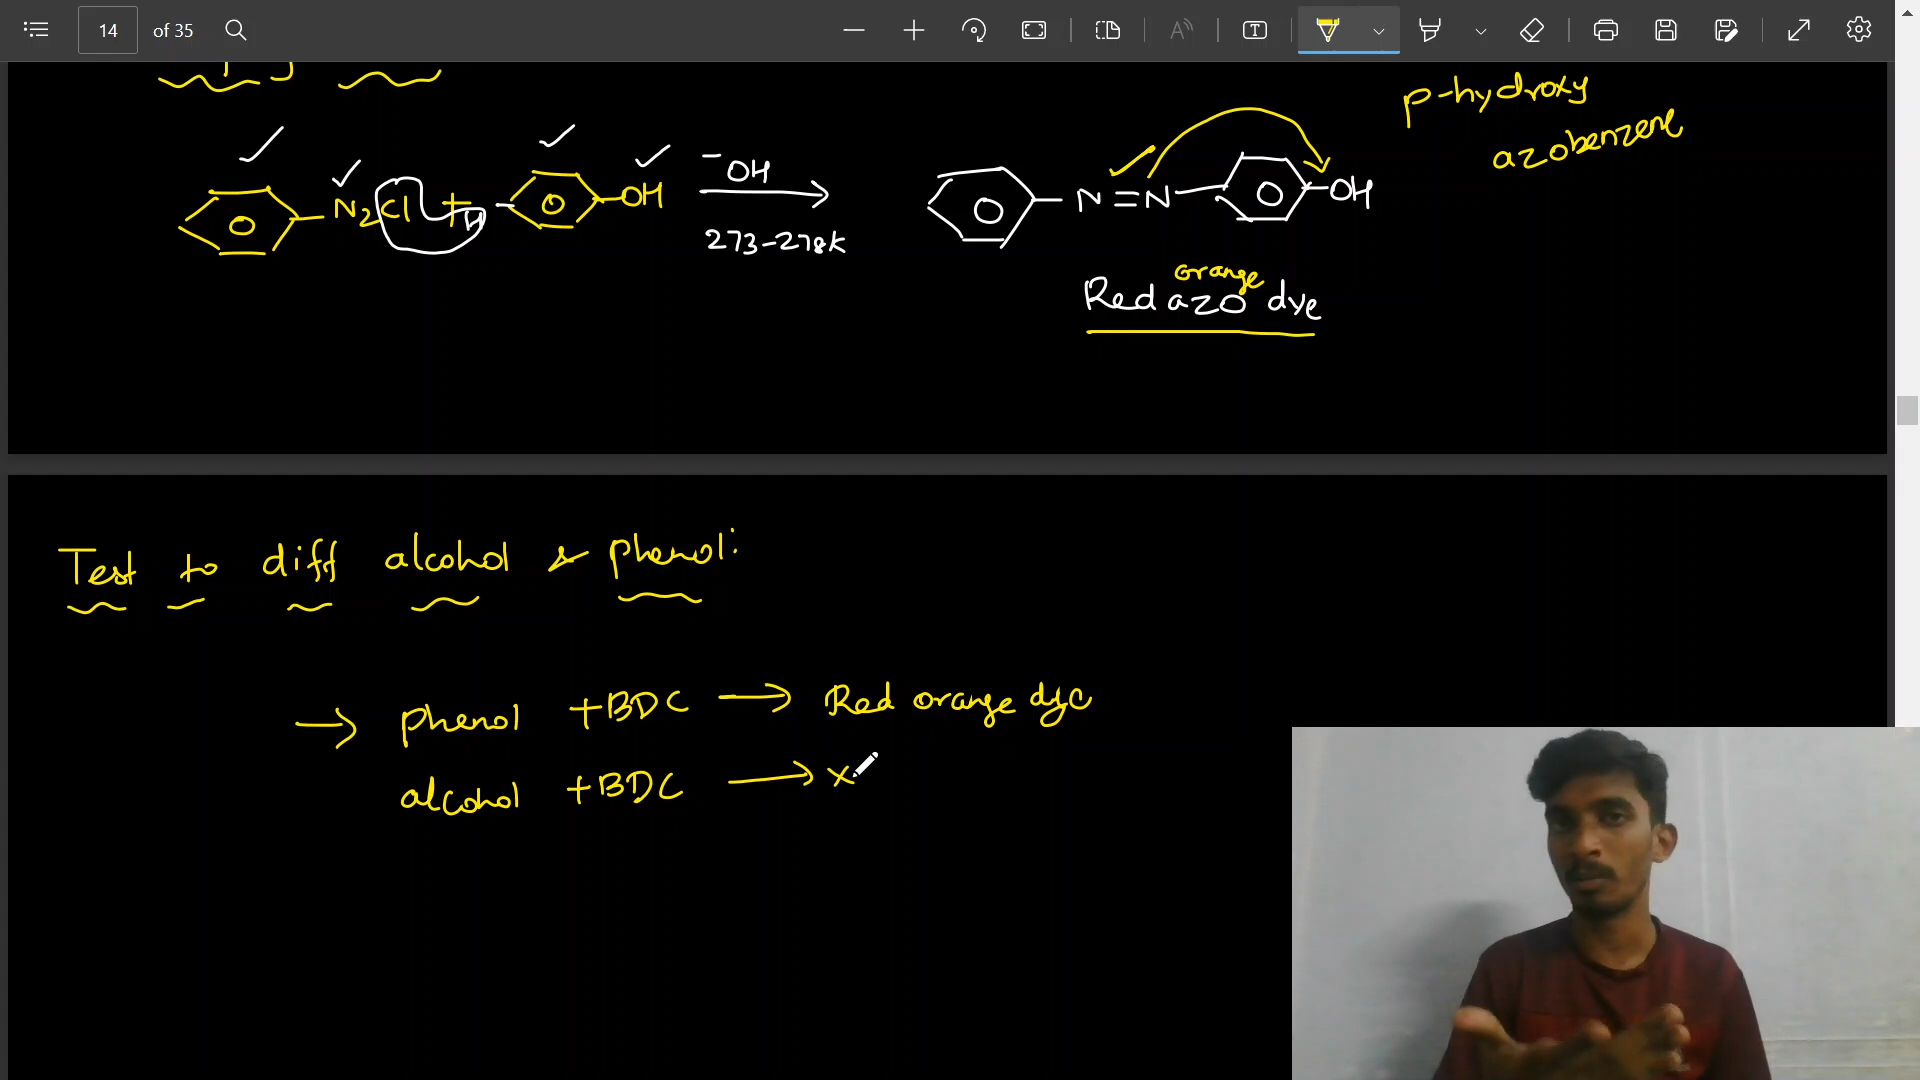 14 of 35
p-hydroxy
azobenzene
N2Cl + H OH
-OH
273-278K
N=N OH
orange
Red azo dye
Test to diff alcohol & phenol:
→ phenol +BDC → Red orange dye
alcohol +BDC → x